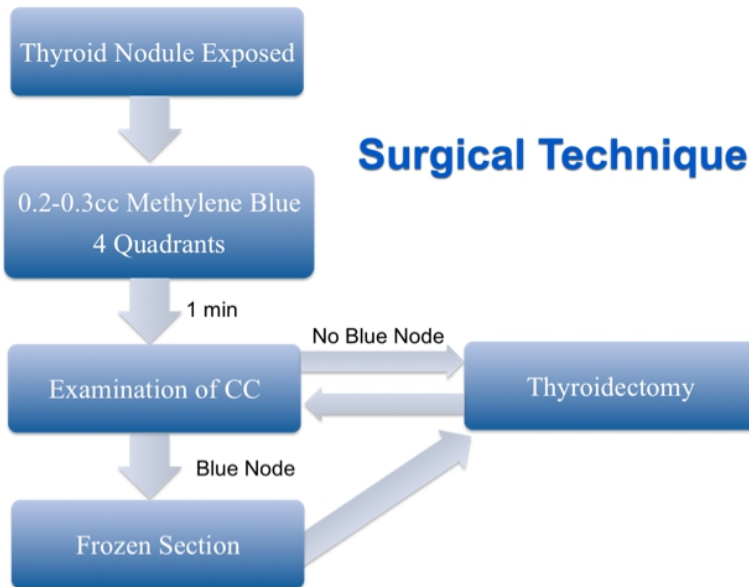 Thyroid Nodule Exposed
Surgical Technique
0.2-0.3cc Methylene Blue
4 Quadrants
1 min
No Blue Node
Examination of CC
Thyroidectomy
Blue Node
Frozen Section